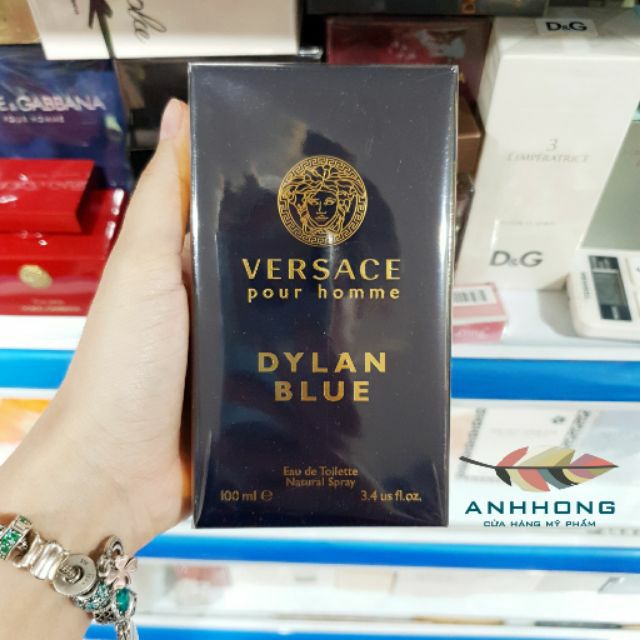 D&G
E&GABBANA
POUR HOMME
3
L'IMPÉRATRICE
D&G
VERSACE
pour homme
DYLAN
BLUE
Eau de Toilette
Natural Spray
100 ml e
3.4 us fl.oz.
ANHHONG
CỬA HÀNG MỸ PHẨM